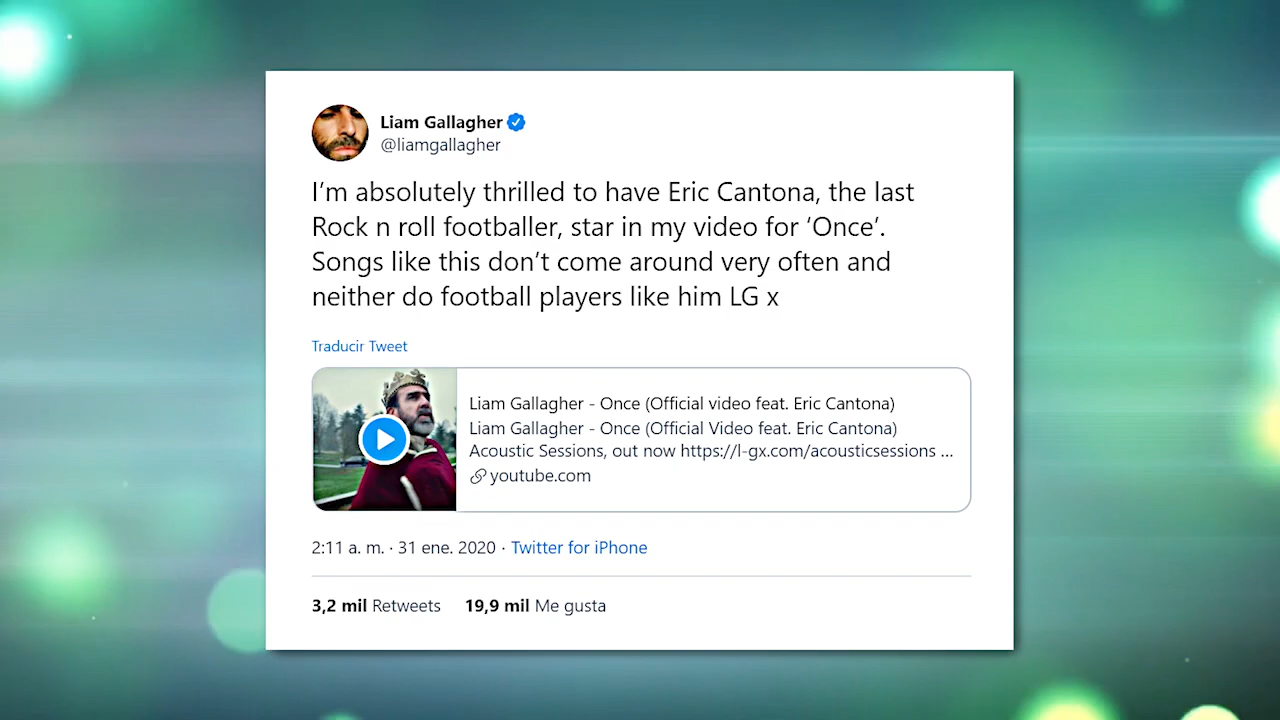 Liam Gallagher
@liamgallagher
I’m absolutely thrilled to have Eric Cantona, the last
Rock n roll footballer, star in my video for ‘Once’.
Songs like this don’t come around very often and
neither do football players like him LG x
Traducir Tweet
Liam Gallagher - Once (Official video feat. Eric Cantona)
Liam Gallagher - Once (Official Video feat. Eric Cantona)
Acoustic Sessions, out now https://l-gx.com/acousticsessions ...
youtube.com
2:11 a. m. · 31 ene. 2020 · Twitter for iPhone
3,2 mil Retweets 19,9 mil Me gusta